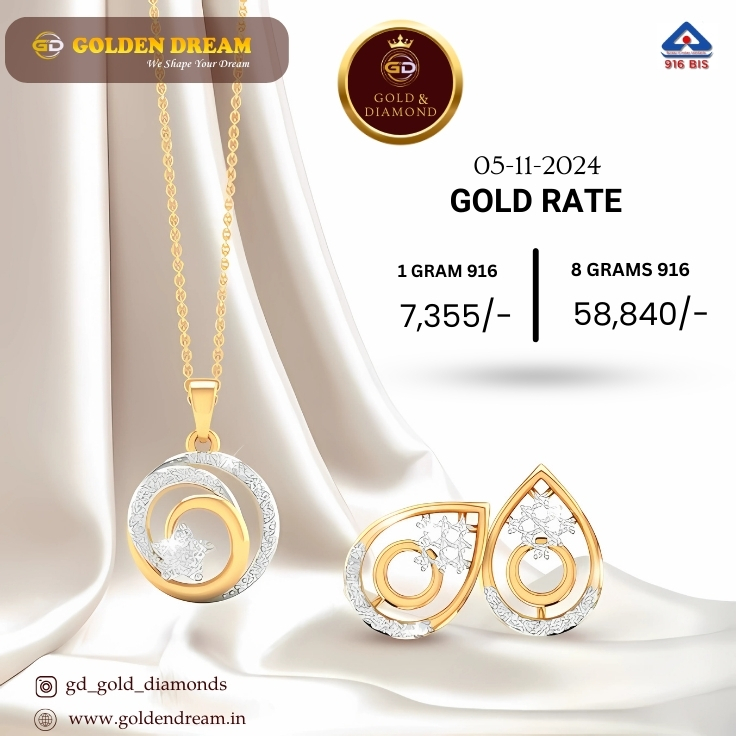 GD GOLDEN DREAM
We Shape Your Dream
GD
GOLD &
DIAMOND
916 BIS
05-11-2024
GOLD RATE
1 GRAM 916
7,355/-
8 GRAMS 916
58,840/-
gd_gold_diamonds
www.goldendream.in